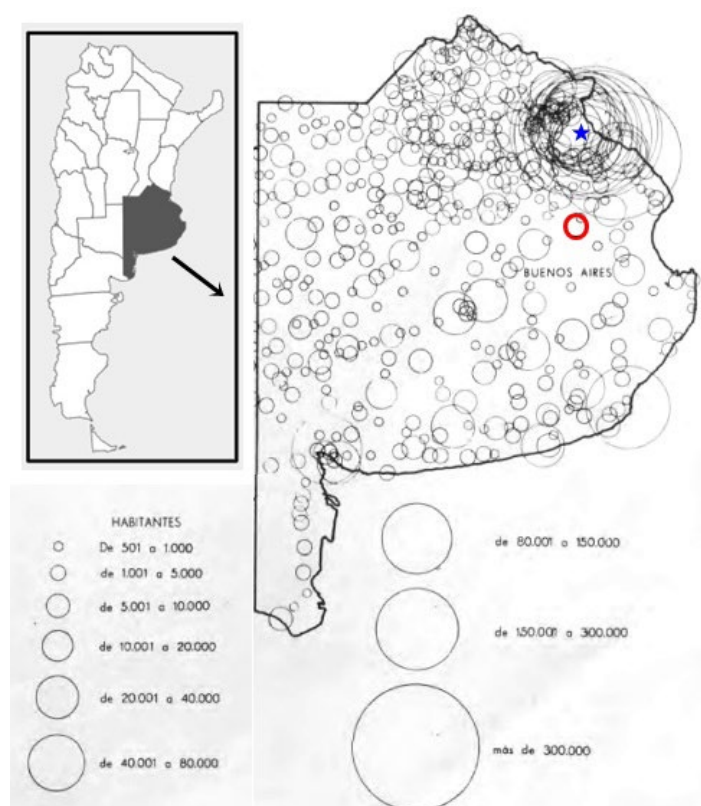 BUENOS AIRES
HABITANTES
De 501 a 1.000
de 1.001 a 5.000
de 5.001 a 10.000
de 10.001 a 20.000
de 20.001 a 40.000
de 40.001 a 80.000
de 80.001 a 150.000
de 150.001 a 300.000
más de 300.000